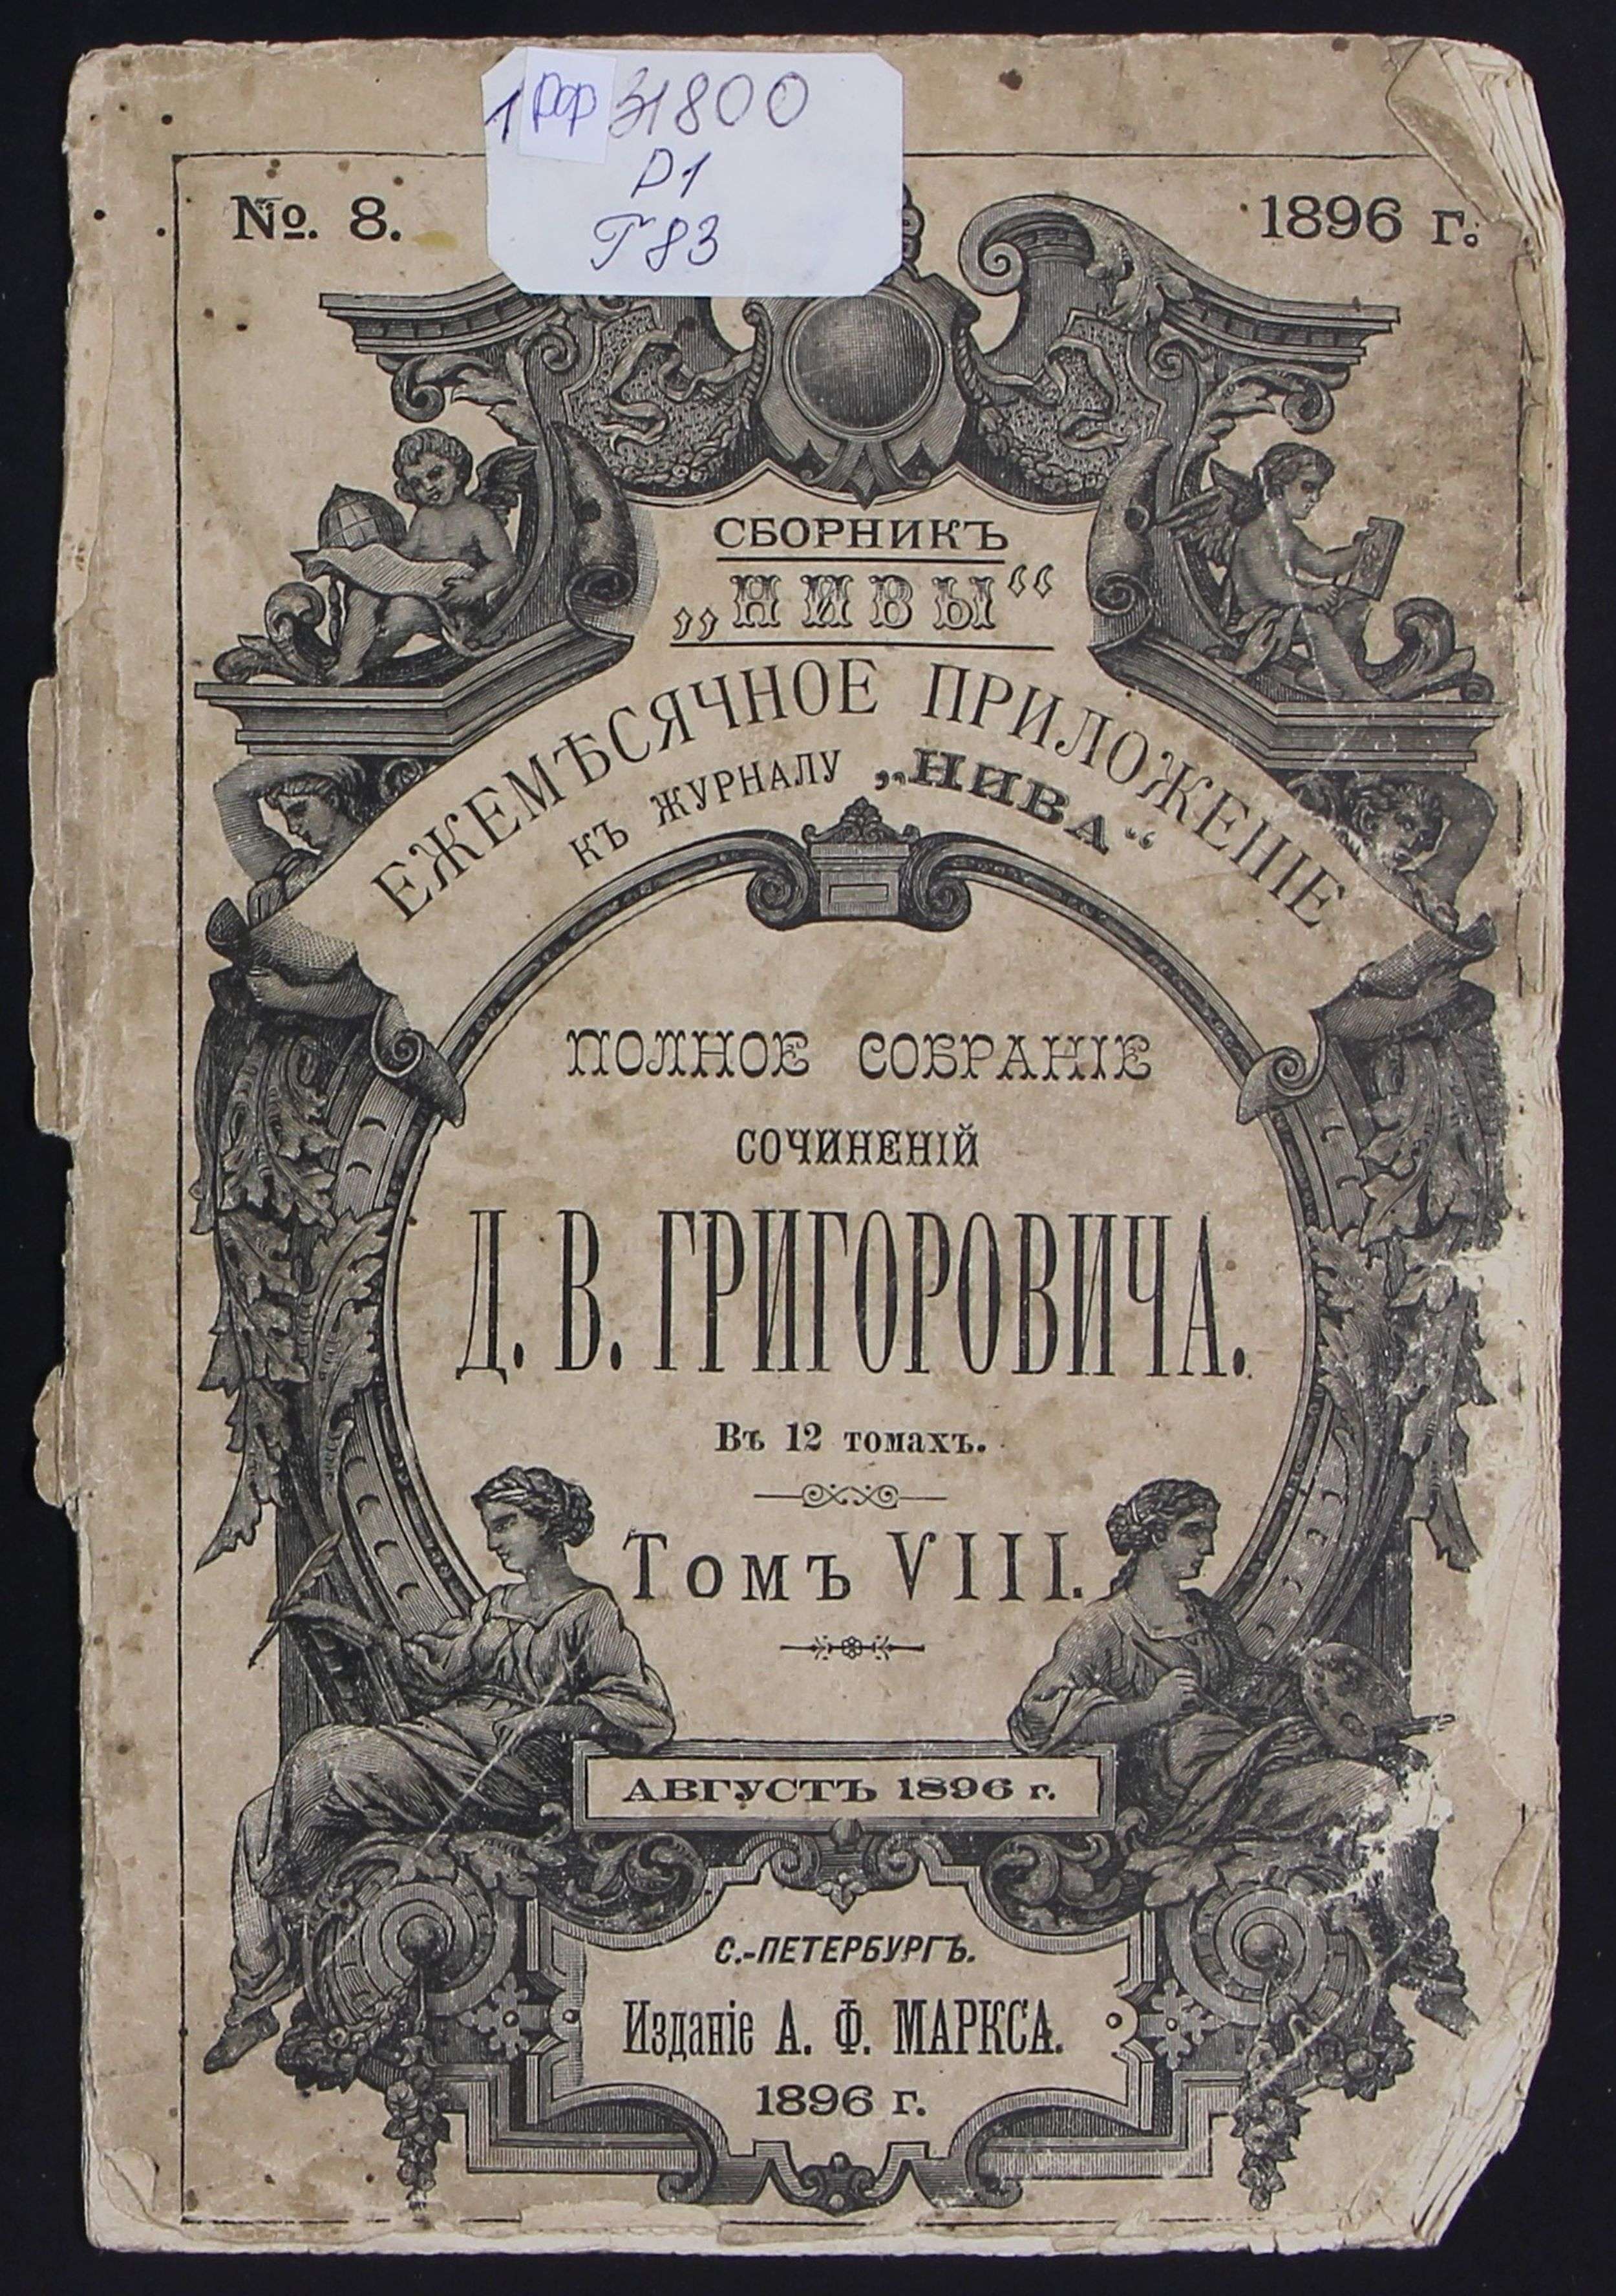 1 рф 31800
Р1
Г83
№. 8.
1896 г.
СБОРНИКЪ
„НИВЫ“
ЕЖЕМѢСЯЧНОЕ ПРИЛОЖЕНІЕ
КЪ ЖУРНАЛУ „НИВА“
ПОЛНОЕ СОБРАНІЕ
СОЧИНЕНІЙ
Д. В. ГРИГОРОВИЧА.
Въ 12 томахъ.
Томъ VIII.
АВГУСТЪ 1896 г.
С.-ПЕТЕРБУРГЪ.
Изданіе А. Ф. МАРКСА.
1896 г.